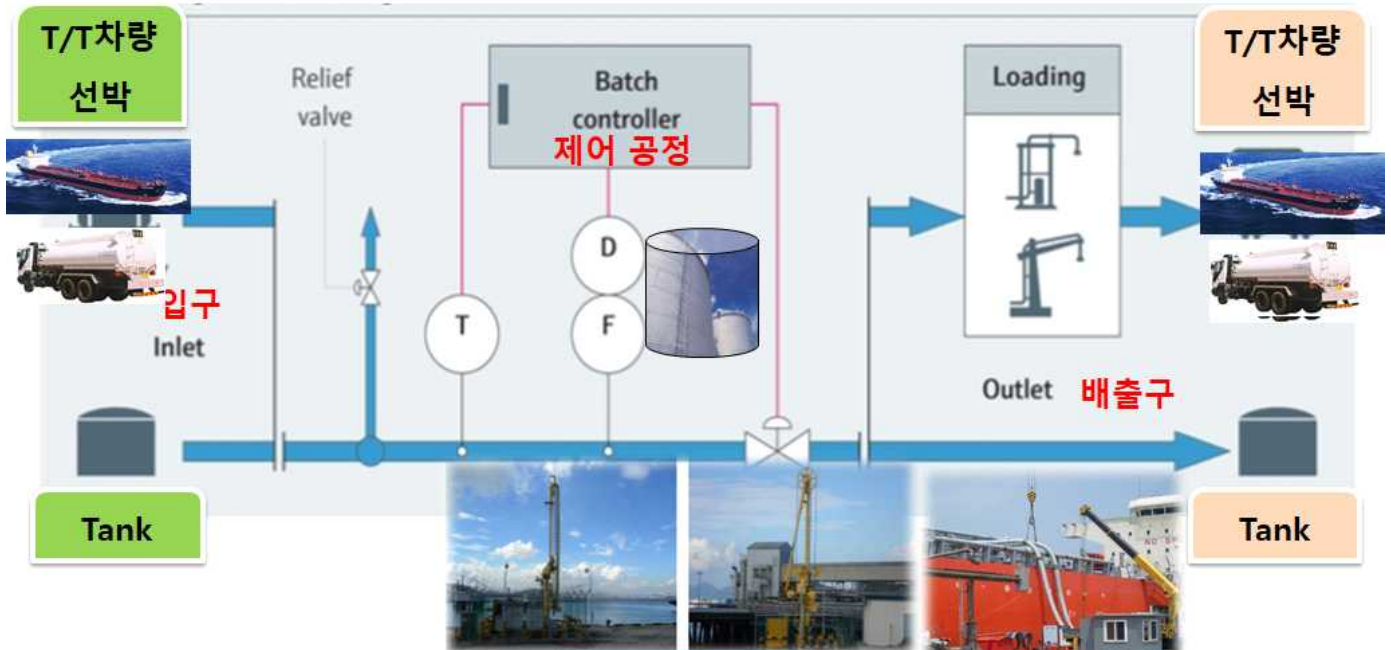 T/T차량
선박
Relief
valve
Batch
controller
제어 공정
Loading
T/T차량
선박
D
F
T
입구
Inlet
Outlet
배출구
Tank
Tank